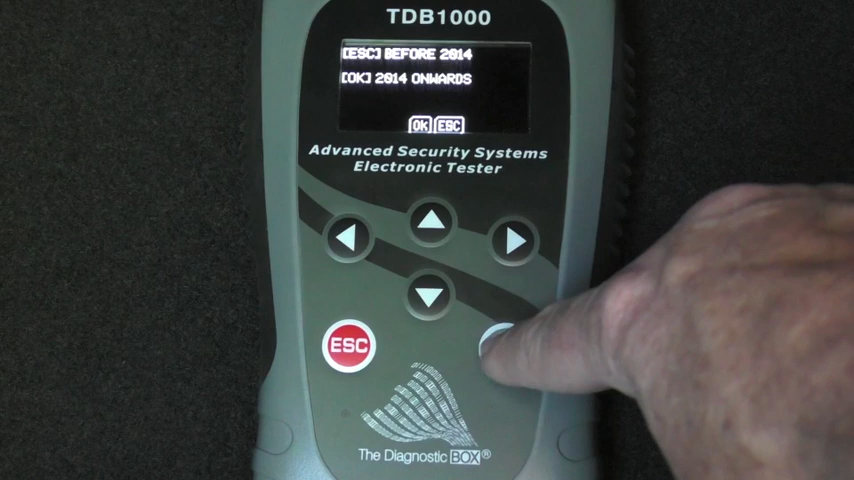 TDB1000
[ESC] BEFORE 2014
[OK] 2014 ONWARDS
OK ESC
Advanced Security Systems
Electronic Tester
ESC
The Diagnostic BOX®